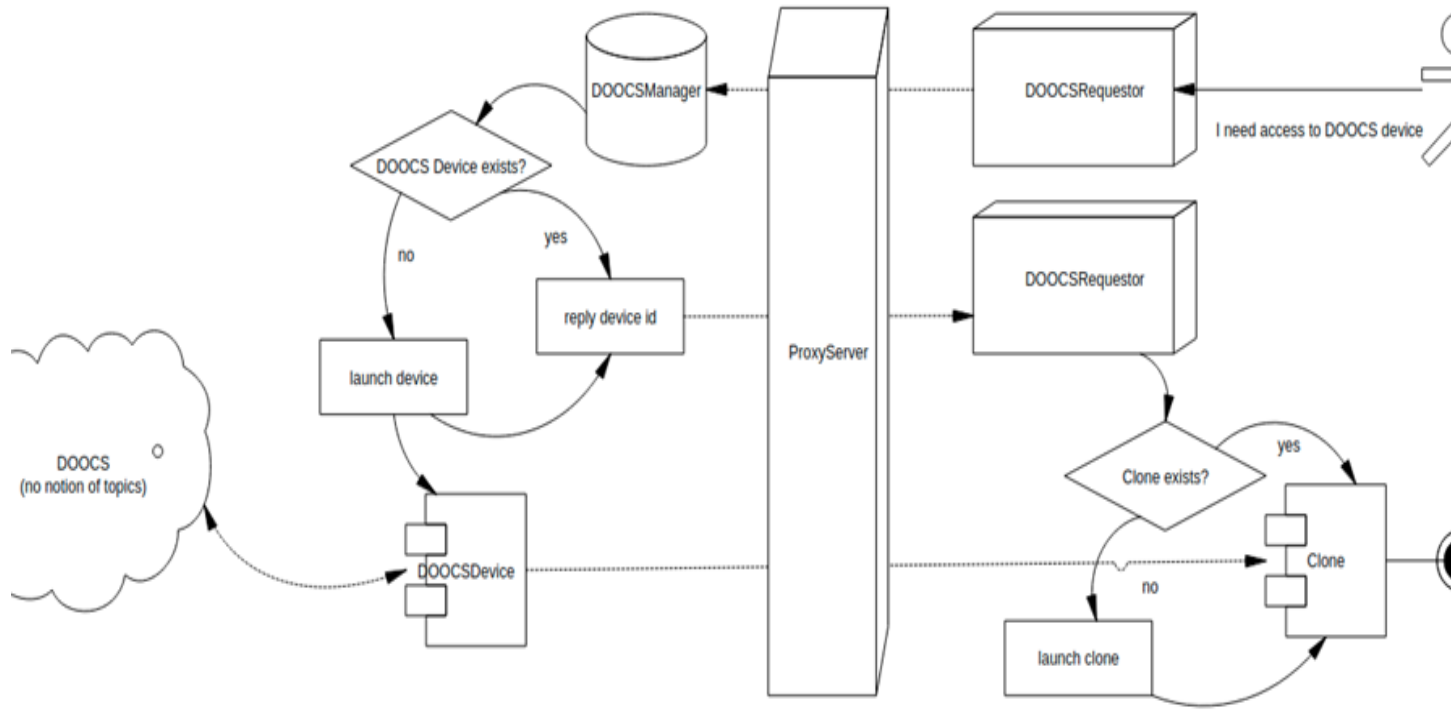 DOOCSManager
DOOCSRequestor
I need access to DOOCS device
DOOCS Device exists?
yes
no
DOOCSRequestor
reply device id
ProxyServer
launch device
yes
Clone exists?
DOOCS
(no notion of topics)
DOOCSDevice
Clone
no
launch clone